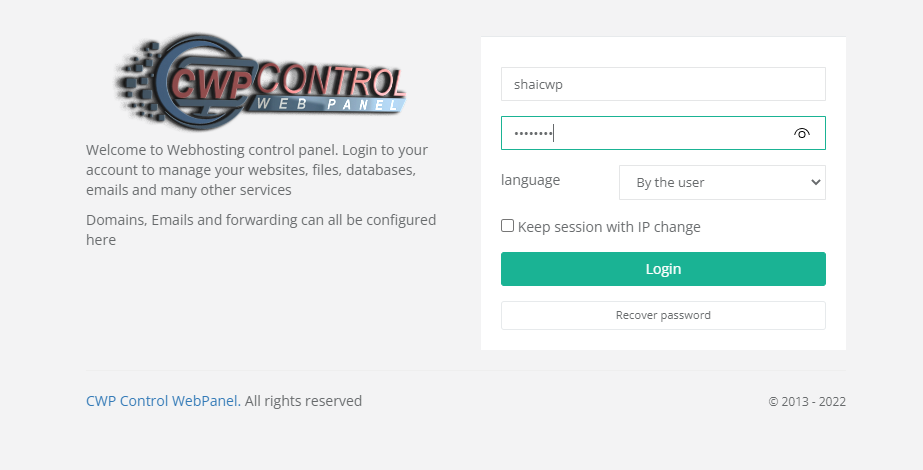 CWP CONTROL
WEB PANEL
Welcome to Webhosting control panel. Login to your
account to manage your websites, files, databases,
emails and many other services
Domains, Emails and forwarding can all be configured
here
shaicwp
••••••••
language
By the user
Keep session with IP change
Login
Recover password
CWP Control WebPanel. All rights reserved
© 2013 - 2022